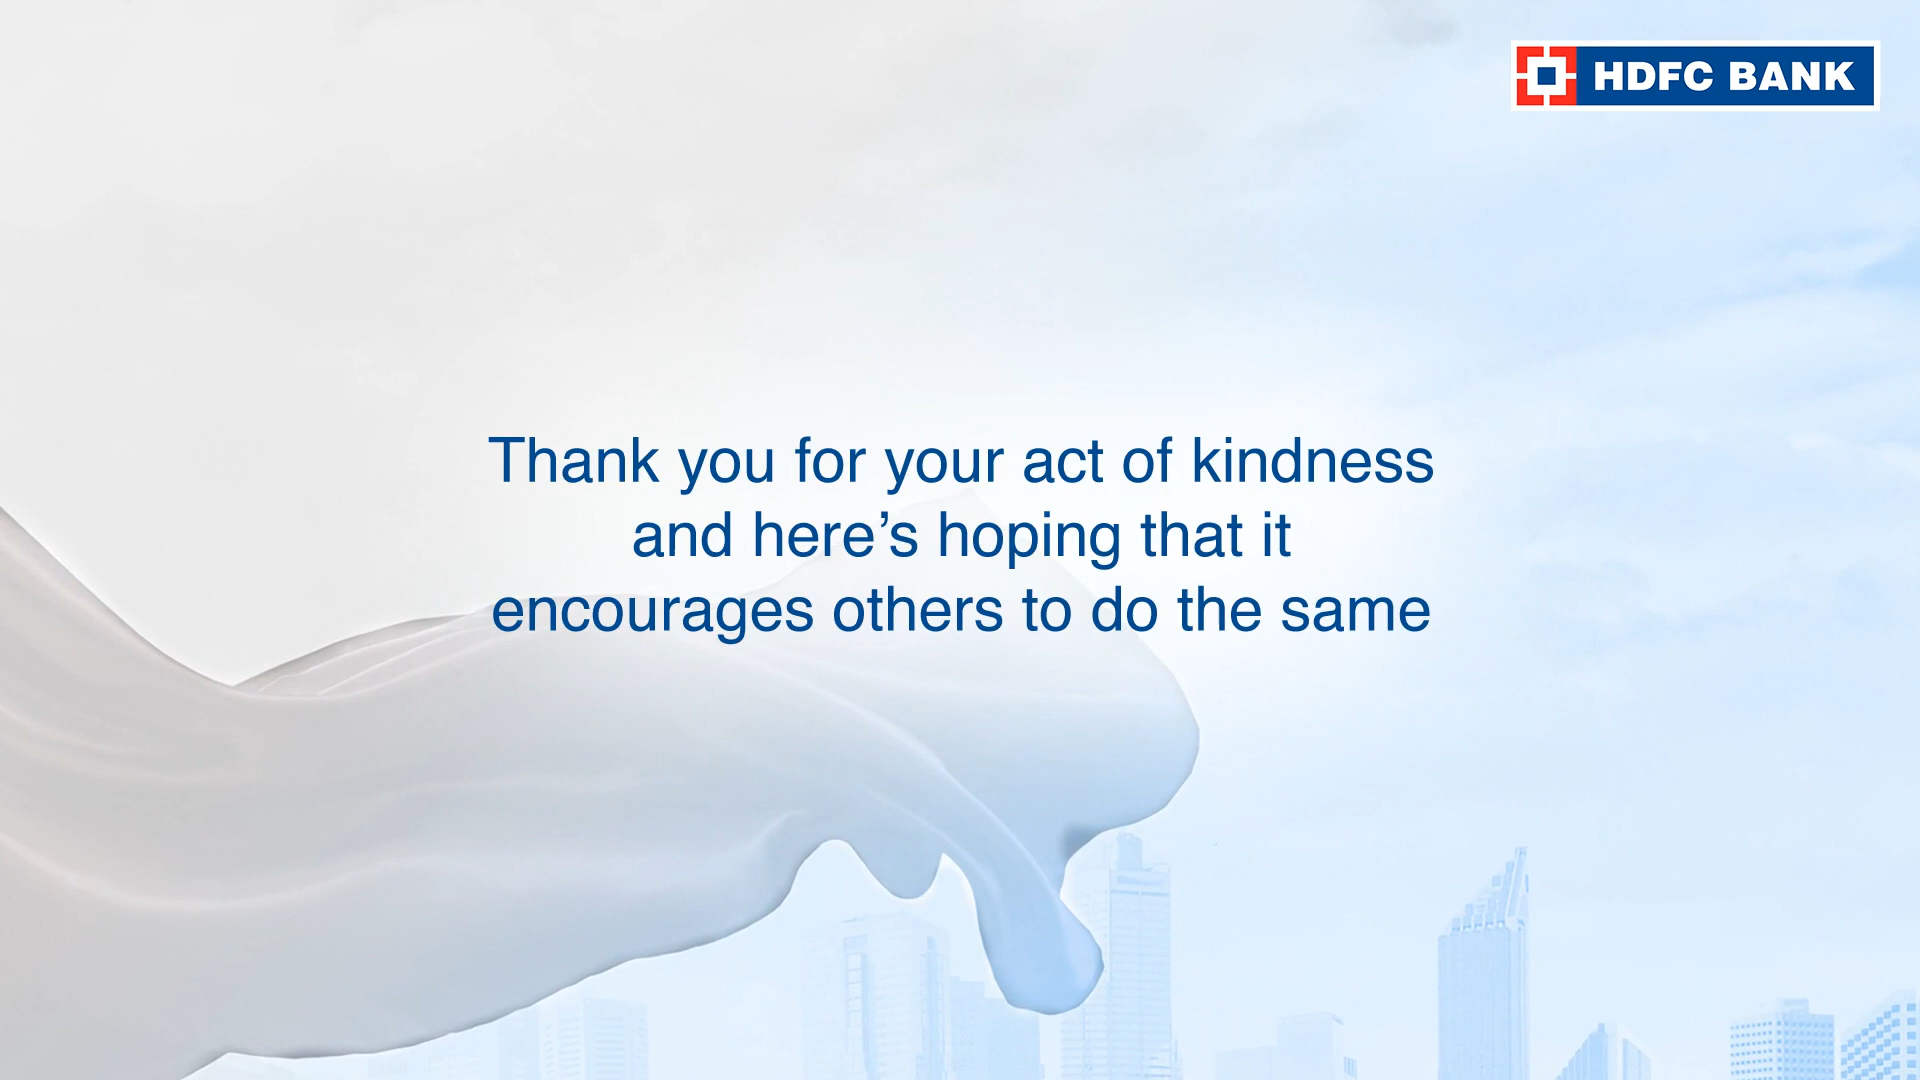 HDFC BANK
Thank you for your act of kindness
and here’s hoping that it
encourages others to do the same